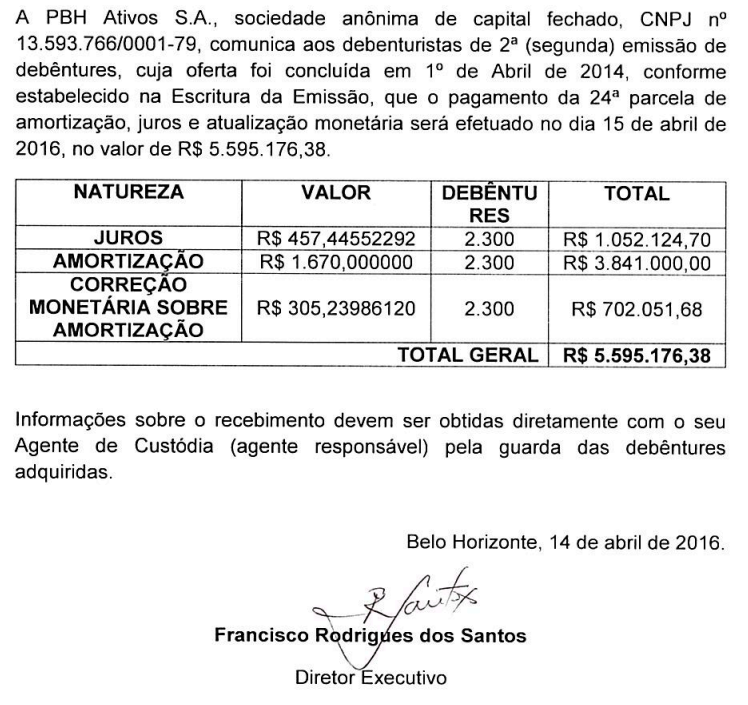 A PBH Ativos S.A., sociedade anônima de capital fechado, CNPJ nº
13.593.766/0001-79, comunica aos debenturistas de 2ª (segunda) emissão de
debêntures, cuja oferta foi concluída em 1º de Abril de 2014, conforme
estabelecido na Escritura da Emissão, que o pagamento da 24ª parcela de
amortização, juros e atualização monetária será efetuado no dia 15 de abril de
2016, no valor de R$ 5.595.176,38.
NATUREZA VALOR DEBÊNTU
RES TOTAL
JUROS R$ 457,44552292 2.300 R$ 1.052.124,70
AMORTIZAÇÃO R$ 1.670,000000 2.300 R$ 3.841.000,00
CORREÇÃO
MONETÁRIA SOBRE R$ 305,23986120 2.300 R$ 702.051,68
AMORTIZAÇÃO
TOTAL GERAL R$ 5.595.176,38
Informações sobre o recebimento devem ser obtidas diretamente com o seu
Agente de Custódia (agente responsável) pela guarda das debêntures
adquiridas.
Belo Horizonte, 14 de abril de 2016.
R Santos
Francisco Rodrigues dos Santos
Diretor Executivo